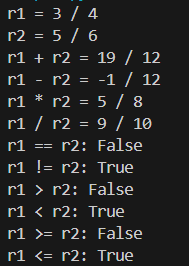 r1 = 3 / 4
r2 = 5 / 6
r1 + r2 = 19 / 12
r1 - r2 = -1 / 12
r1 * r2 = 5 / 8
r1 / r2 = 9 / 10
r1 == r2: False
r1 != r2: True
r1 > r2: False
r1 < r2: True
r1 >= r2: False
r1 <= r2: True